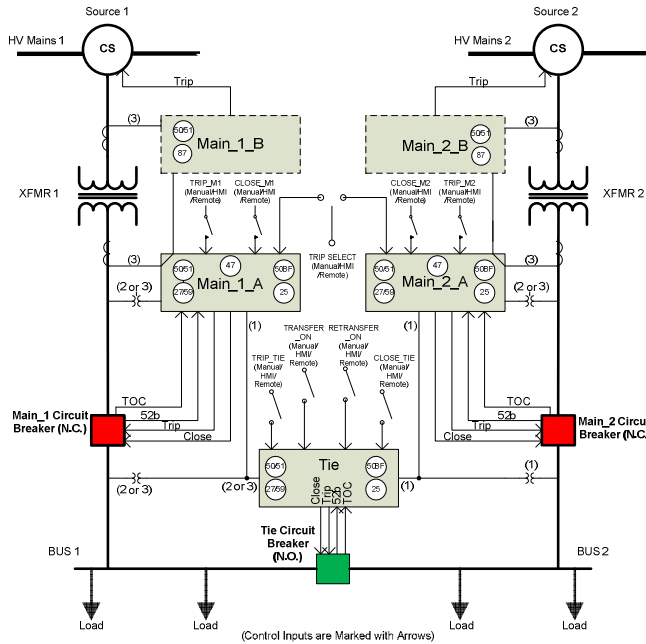 Source 1
Source 2
HV Mains 1
CS
HV Mains 2
CS
Trip
Trip
(3)
50/51
87
Main_1_B
Main_2_B
50/51
87
(3)
XFMR 1
TRIP_M1
(Manual/HMI
/Remote)
CLOSE_M1
(Manual/HMI
/Remote)
CLOSE_M2
(Manual/HMI
/Remote)
TRIP_M2
(Manual/HMI
/Remote)
XFMR 2
TRIP SELECT
(Manual/HMI
/Remote)
(3)
50/51
47
50BF
27/59
Main_1_A
25
50/51
47
50BF
27/59
Main_2_A
25
(3)
(2 or 3)
(2 or 3)
(1)
(1)
TRIP_TIE
(Manual/
HMI/
Remote)
TRANSFER
_ON
(Manual/
HMI/
Remote)
RETRANSFER
_ON
(Manual/
HMI/
Remote)
CLOSE_TIE
(Manual/
HMI/
Remote)
TOC
52b
Trip
Close
Main_1 Circuit
Breaker (N.C.)
TOC
52b
Trip
Close
Main_2 Circu
Breaker (N.C.
50/51
Tie
50BF
27/59
25
Close
Trip
52b
TOC
(2 or 3)
(2 or 3)
(1)
(1)
Tie Circuit
Breaker
(N.O.)
BUS 1
BUS 2
Load
Load
Load
Load
(Control Inputs are Marked with Arrows)